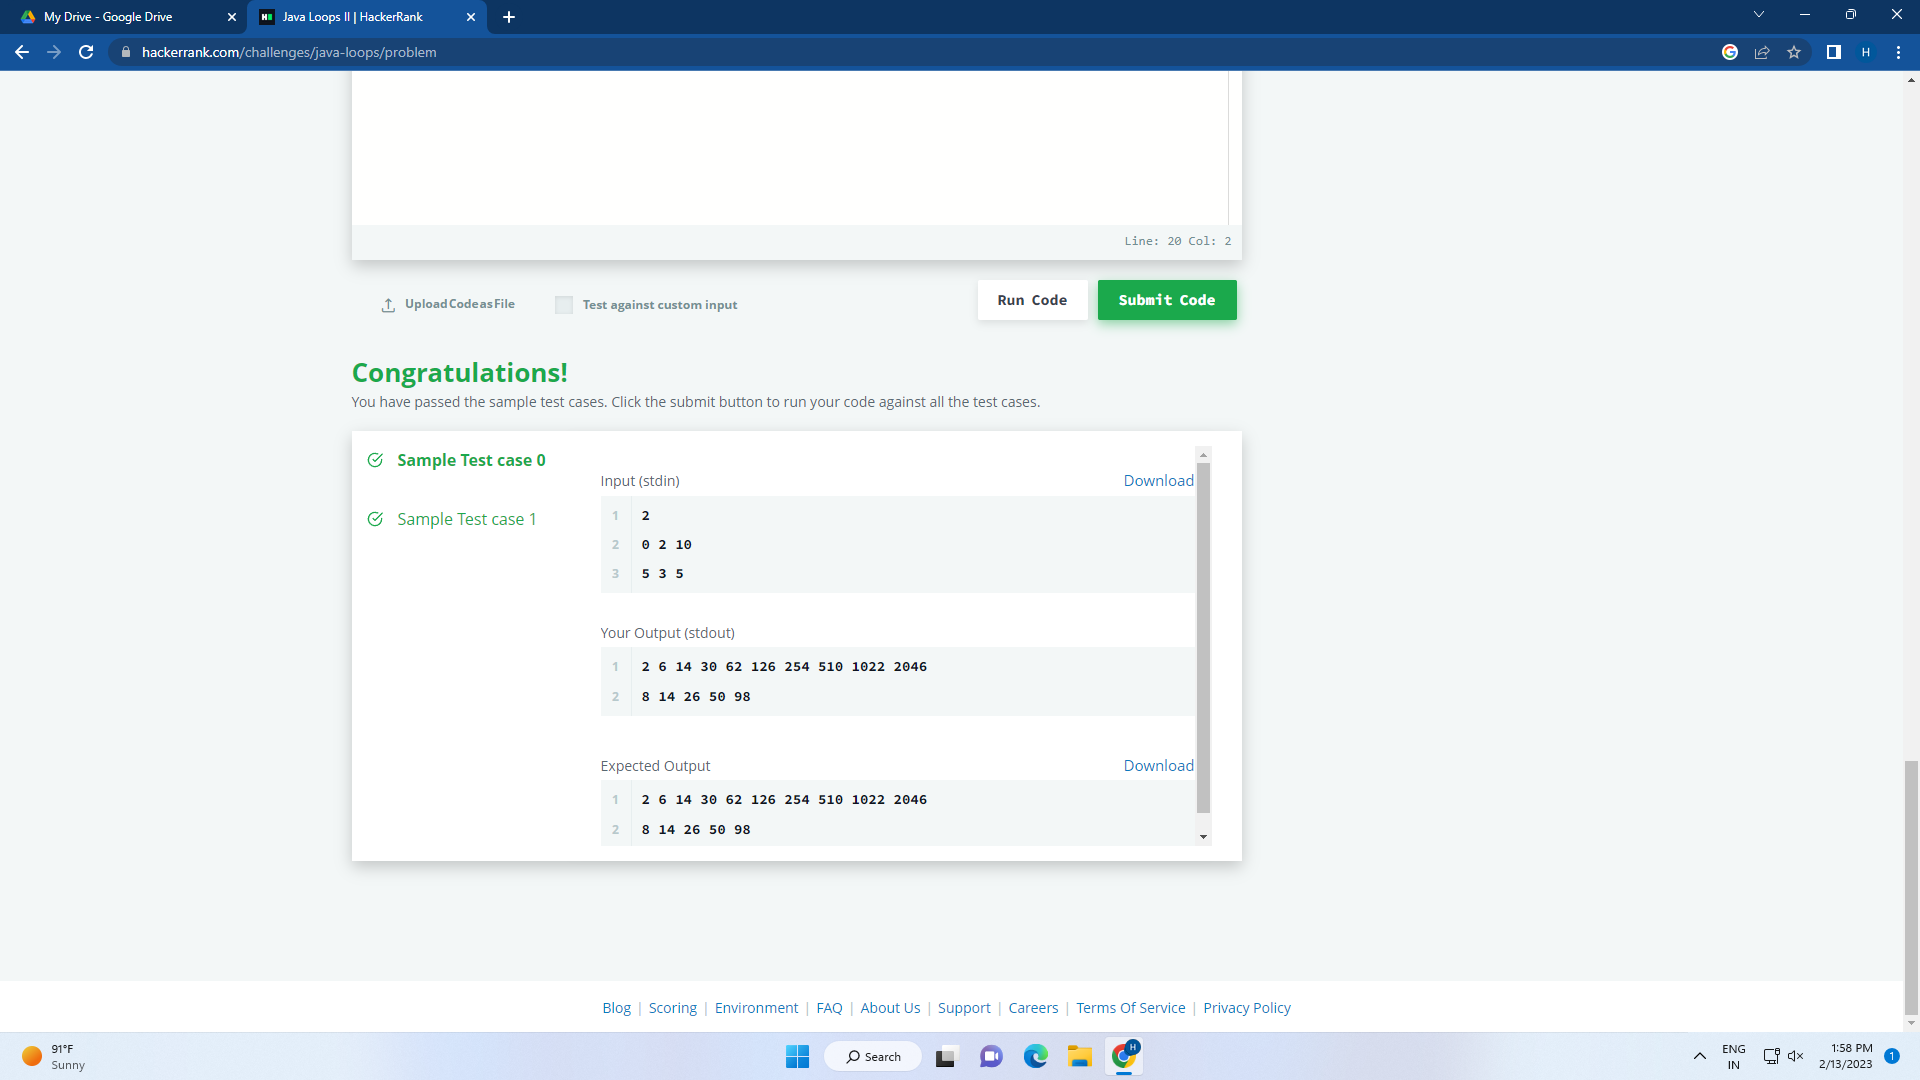 My Drive - Google Drive
Java Loops II | HackerRank
hackerrank.com/challenges/java-loops/problem
H
Line: 20 Col: 2
Upload Code as File
Test against custom input
Run Code
Submit Code
Congratulations!
You have passed the sample test cases. Click the submit button to run your code against all the test cases.
Sample Test case 0
Sample Test case 1
Input (stdin)
Download
1 2
2 0 2 10
3 5 3 5
Your Output (stdout)
1 2 6 14 30 62 126 254 510 1022 2046
2 8 14 26 50 98
Expected Output
Download
1 2 6 14 30 62 126 254 510 1022 2046
2 8 14 26 50 98
Blog | Scoring | Environment | FAQ | About Us | Support | Careers | Terms Of Service | Privacy Policy
91°F
Sunny
Search
H
ENG
IN
1:58 PM
2/13/2023
1